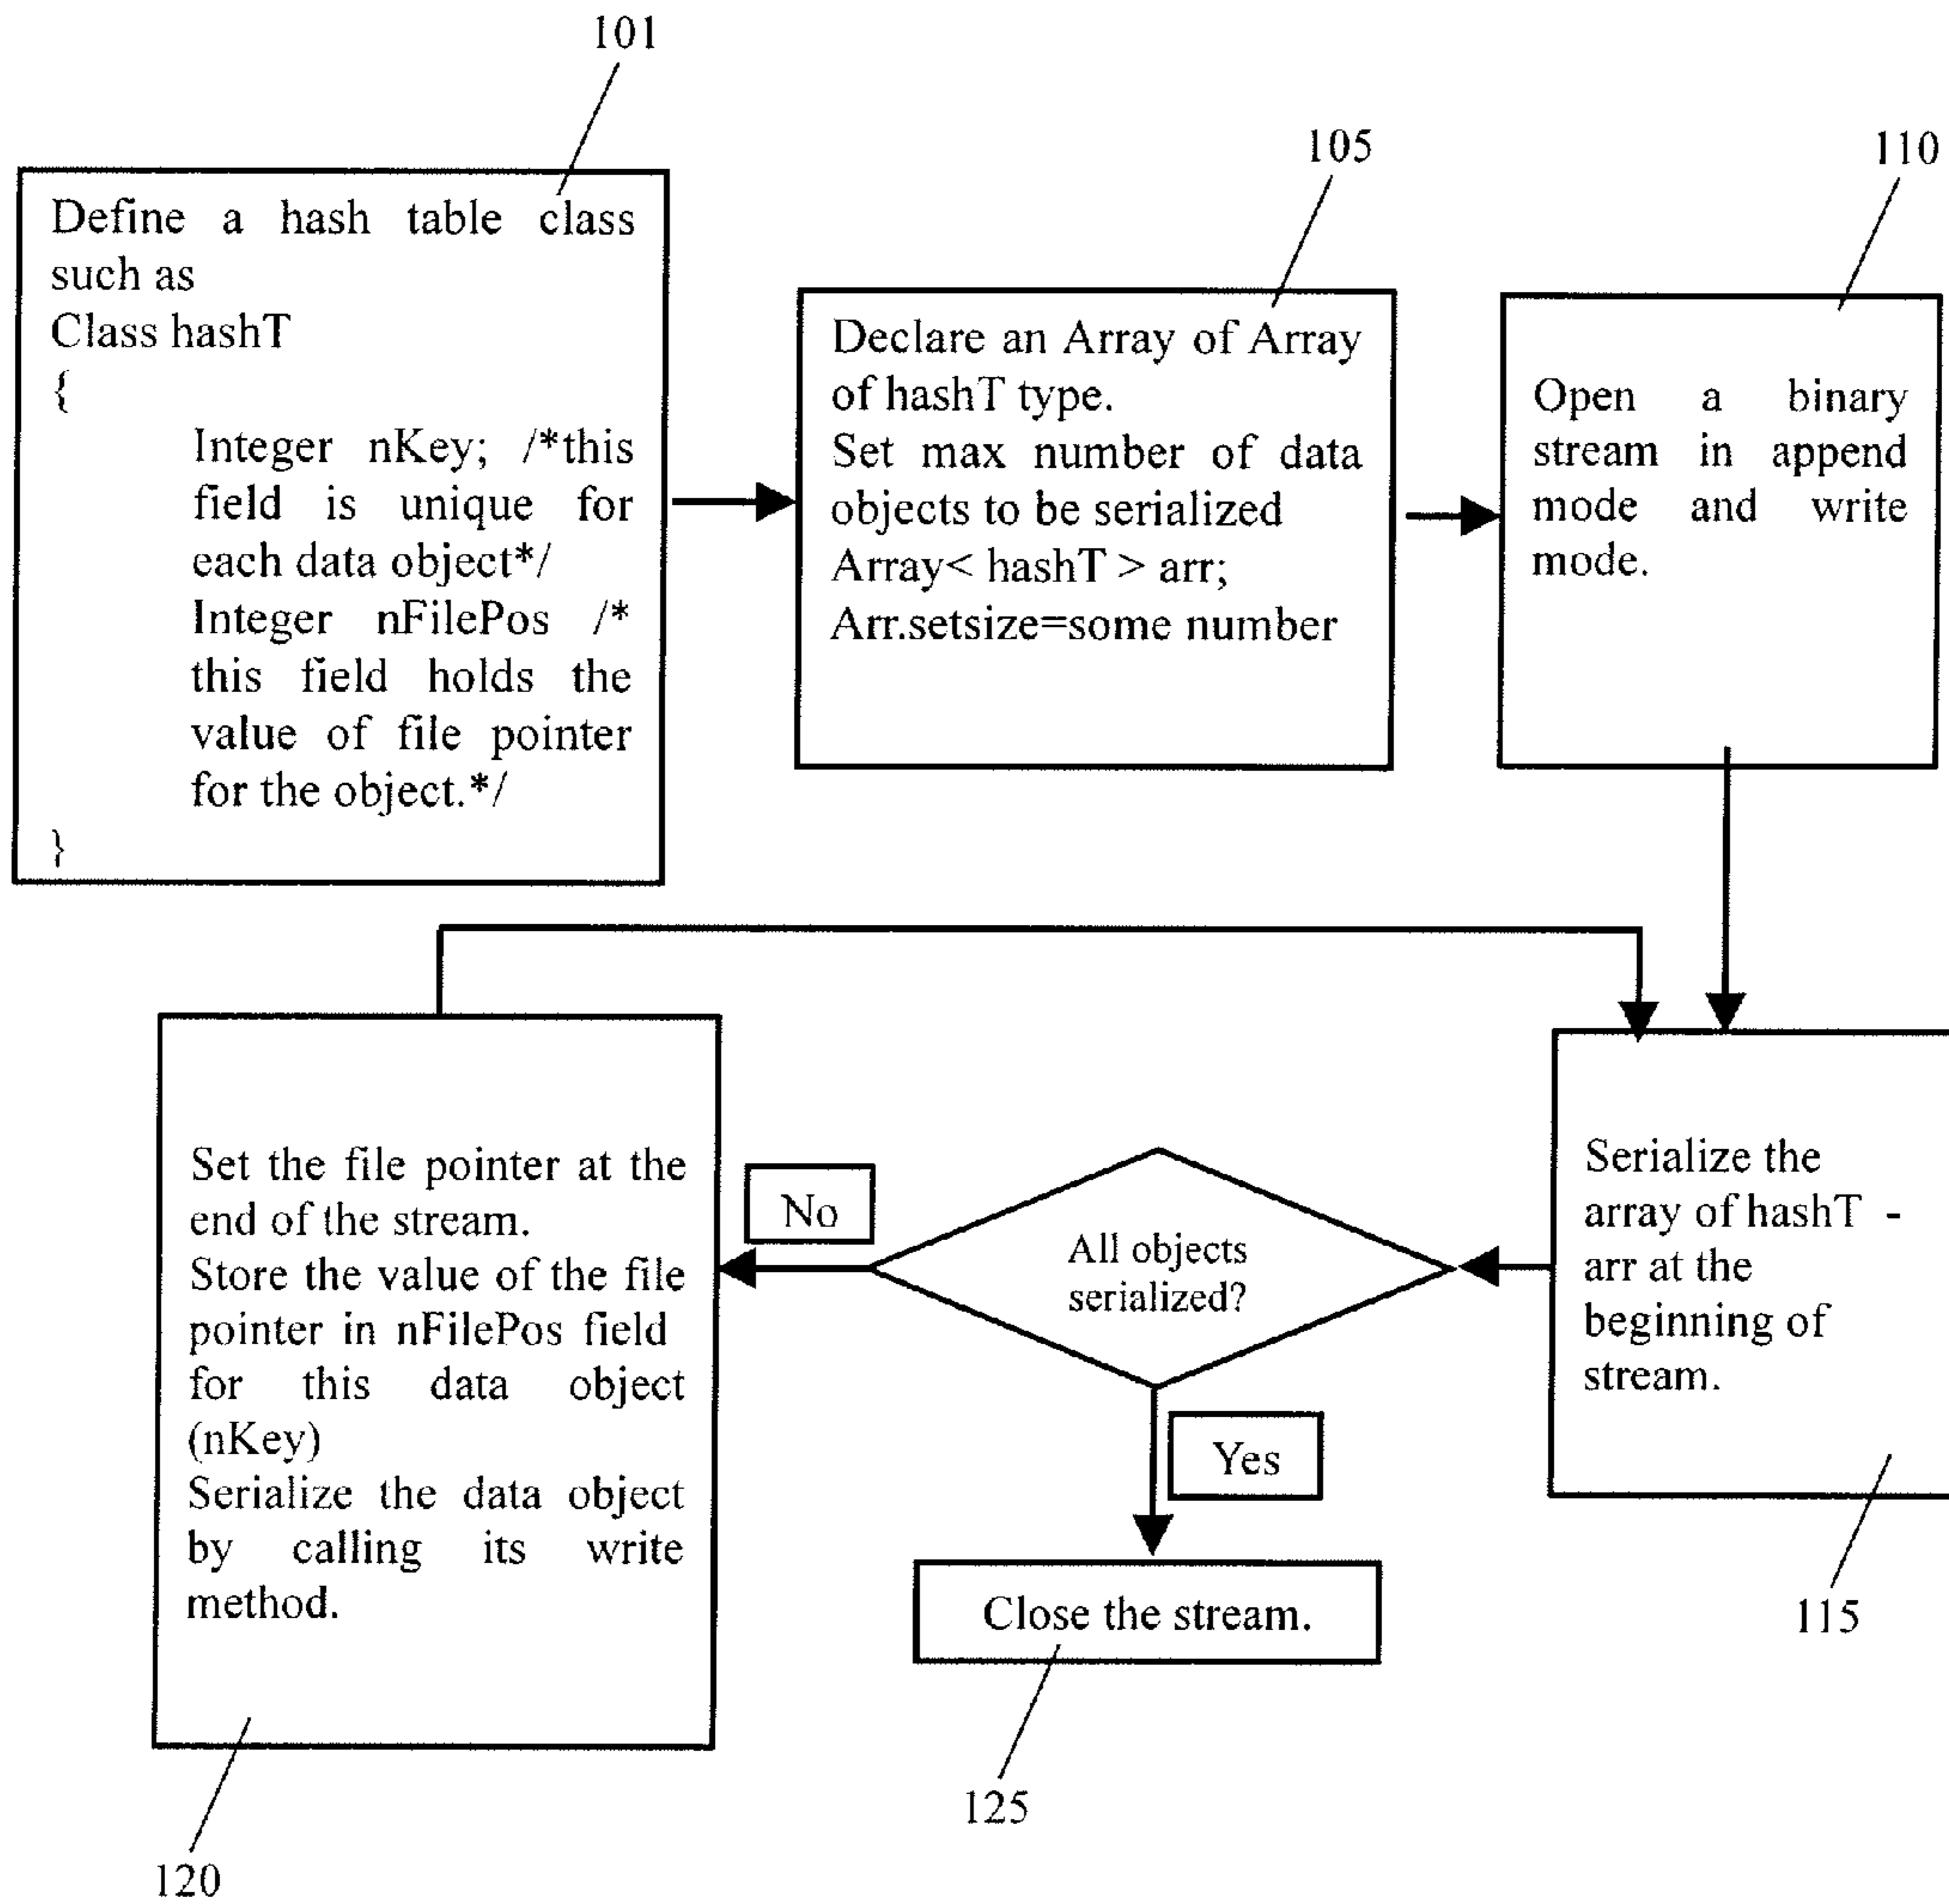 101
Define a hash table class
such as
Class hashT
{
Integer nKey; /*this
field is unique for
each data object*/
Integer nFilePos /*
this field holds the
value of file pointer
for the object.*/
}
105
Declare an Array of Array
of hashT type.
Set max number of data
objects to be serialized
Array< hashT > arr;
Arr.setsize=some number
110
Open a binary
stream in append
mode and write
mode.
Serialize the
array of hashT -
arr at the
beginning of
stream.
115
All objects
serialized?
No
Yes
Set the file pointer at the
end of the stream.
Store the value of the file
pointer in nFilePos field
for this data object
(nKey)
Serialize the data object
by calling its write
method.
120
Close the stream.
125